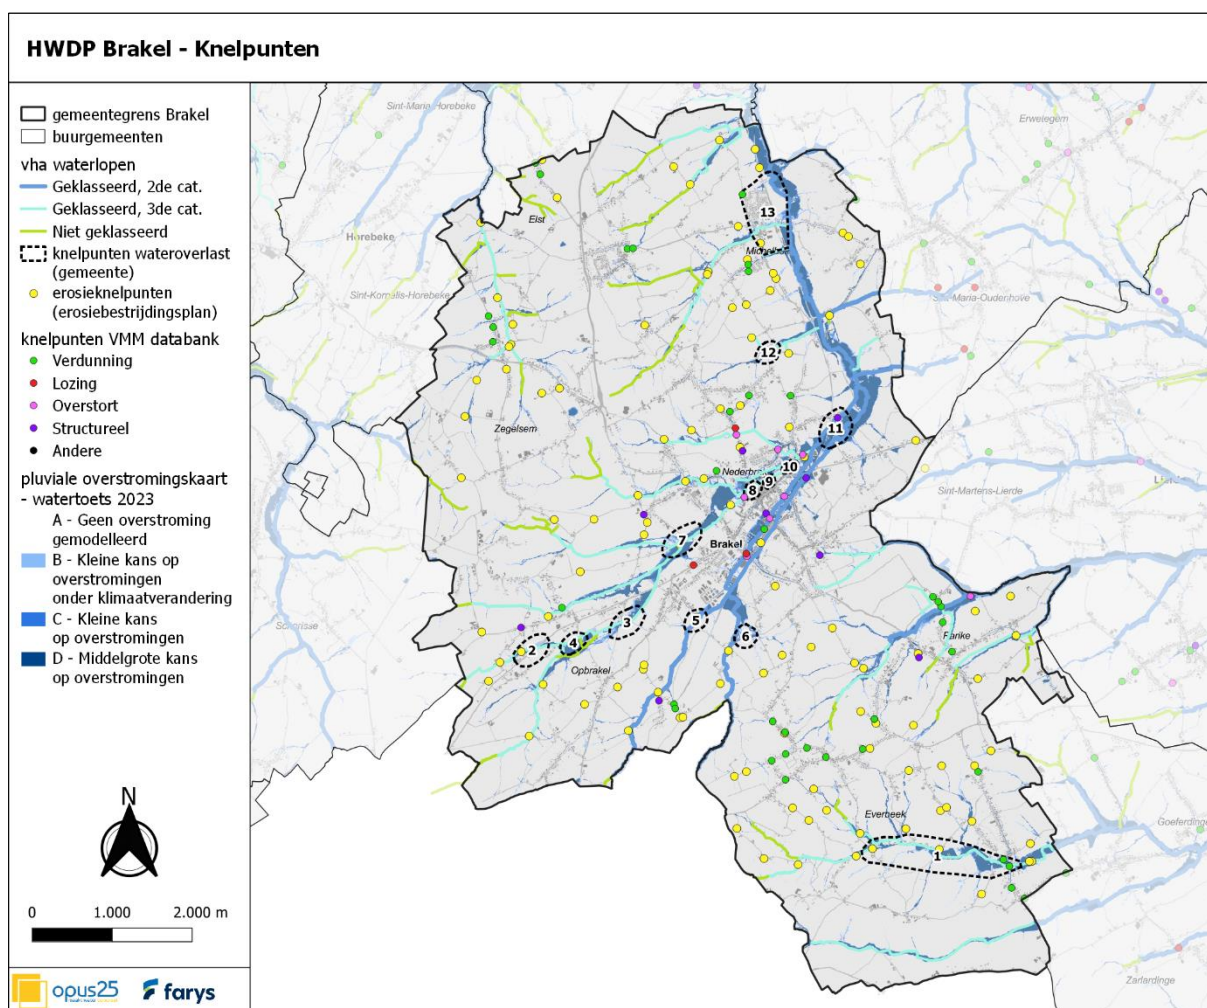 HWDP Brakel - Knelpunten
gemeentegrens Brakel
buurgemeenten
vha waterlopen
Geklasseerd, 2de cat.
Geklasseerd, 3de cat.
Niet geklasseerd
knelpunten wateroverlast
(gemeente)
erosieknelpunten
(erosiebestrijdingsplan)
knelpunten VMM databank
Verdunning
Lozing
Overstort
Structureel
Andere
pluviale overstromingskaart
- watertoets 2023
A - Geen overstroming
gemodelleerd
B - Kleine kans op
overstromingen
onder klimaatverandering
C - Kleine kans
op overstromingen
D - Middelgrote kans
op overstromingen
N
0 1.000 2.000 m
opus25
farys
Sint-Maria-Horebeke
Erwetegem
Elst
13
Horebeke
Sint-Kornelis-Horebeke
Sint-Maria-Oudenhove
12
Zegelsem
11
10
Nederbra
9
8
Sint-Martens-Lierde
7
Brakel
3
5
6
4
2
Opbrakel
Parike
Everbeek
1
Goeferdinge
Zarlardinge